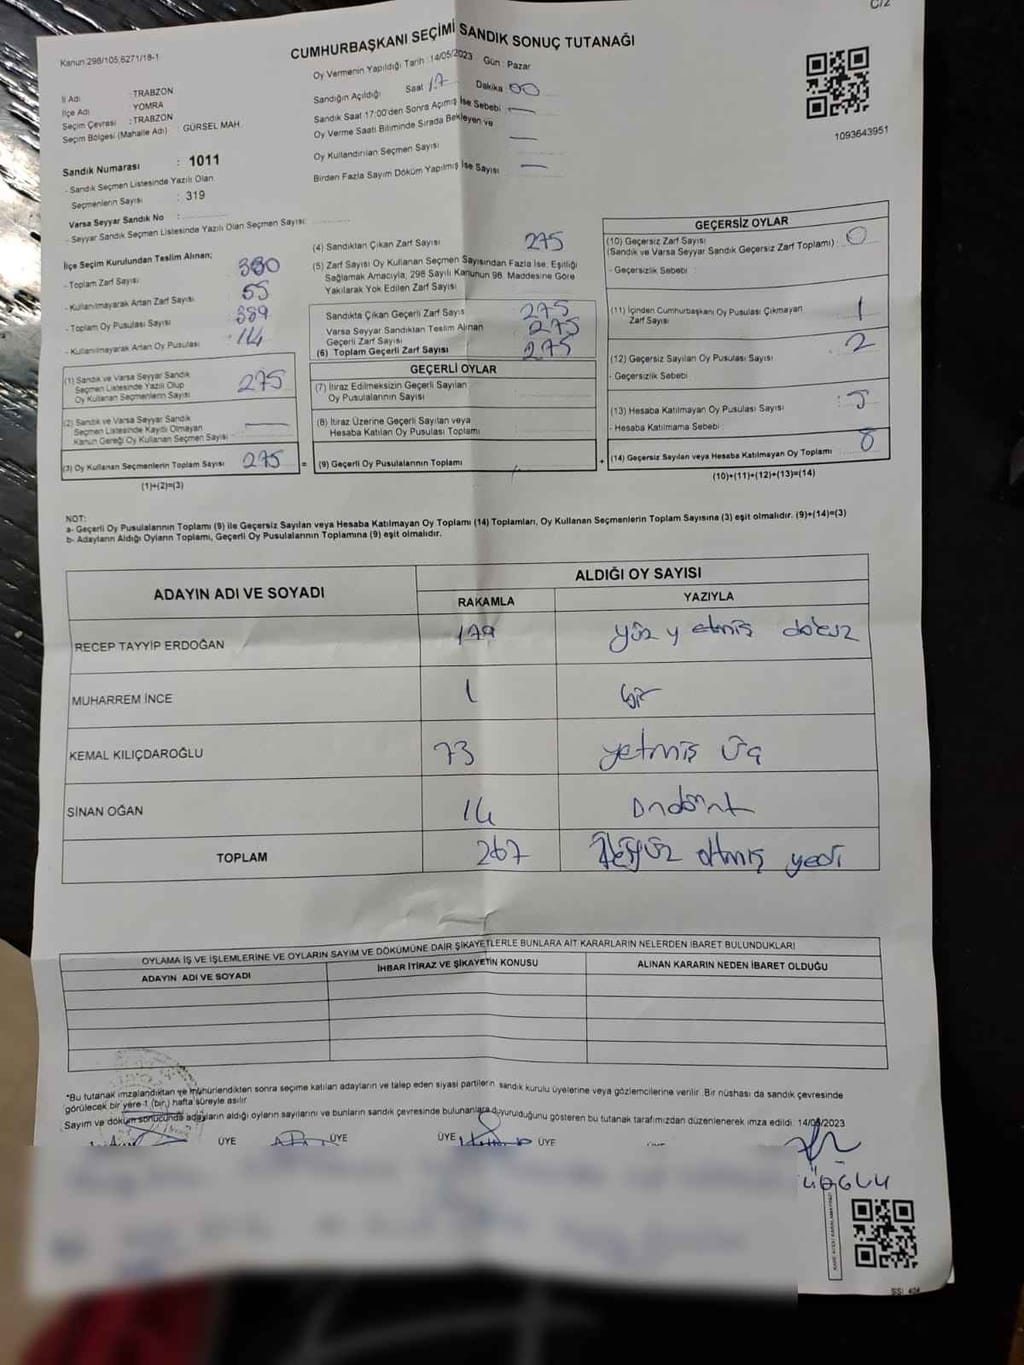 C/2
Kanun:298/105,6271/18-1
CUMHURBAŞKANI SEÇİMİ SANDIK SONUÇ TUTANAĞI
Oy Vermenin Yapıldığı Tarih :14/05/2023 Gün : Pazar
İl Adı : TRABZON
İlçe Adı : YOMRA
Seçim Çevresi : TRABZON
Seçim Bölgesi (Mahalle Adı) : GÜRSEL MAH.
Sandığın Açıldığı Saat 17 Dakika 00
Sandık Saat 17:00'den Sonra Açımış İse Sebebi : —
Oy Verme Saati Bitiminde Sırada Bekleyen ve
Oy Kullandırılan Seçmen Sayısı —
Birden Fazla Sayım Döküm Yapılmış İse Sayısı —
1093643951
Sandık Numarası : 1011
- Sandık Seçmen Listesinde Yazılı Olan
Seçmenlerin Sayısı : 319
Varsa Seyyar Sandık No :
- Seyyar Sandık Seçmen Listesinde Yazılı Olan Seçmen Sayısı:
İlçe Seçim Kurulundan Teslim Alınan;
- Toplam Zarf Sayısı : 330
- Kullanılmayarak Artan Zarf Sayısı : 55
- Toplam Oy Pusulası Sayısı : 389
- Kullanılmayarak Artan Oy Pusulası : 114
(1) Sandık ve Varsa Seyyar Sandık
Seçmen Listesinde Yazılı Olup
Oy Kullanan Seçmenlerin Sayısı 275
(2) Sandık ve Varsa Seyyar Sandık
Seçmen Listesinde Kayıtlı Olmayan
Kanun Gereği Oy Kullanan Seçmen Sayısı —
(3) Oy Kullanan Seçmenlerin Toplam Sayısı 275 =
(1)+(2)=(3)
(4) Sandıktan Çıkan Zarf Sayısı 275
(5) Zarf Sayısı Oy Kullanan Seçmen Sayısından Fazla İse, Eşitliği
Sağlamak Amacıyla, 298 Sayılı Kanunun 98. Maddesine Göre
Yakılarak Yok Edilen Zarf Sayısı
Sandıkta Çıkan Geçerli Zarf Sayıs 275
Varsa Seyyar Sandıktan Teslim Alınan
Geçerli Zarf Sayısı 275
(6) Toplam Geçerli Zarf Sayısı 275
GEÇERLİ OYLAR
(7) İtiraz Edilmeksizin Geçerli Sayılan
Oy Pusulalarının Sayısı
(8) İtiraz Üzerine Geçerli Sayılan veya
Hesaba Katılan Oy Pusulası Toplamı
(9) Geçerli Oy Pusulalarının Toplamı +
GEÇERSİZ OYLAR
(10) Geçersiz Zarf Sayısı
(Sandık ve Varsa Seyyar Sandık Geçersiz Zarf Toplamı) : 0
- Geçersizlik Sebebi :
(11) İçinden Cumhurbaşkanı Oy Pusulası Çıkmayan
Zarf Sayısı 1
(12) Geçersiz Sayılan Oy Pusulası Sayısı : 2
- Geçersizlik Sebebi
(13) Hesaba Katılmayan Oy Pusulası Sayısı : 5
- Hesaba Katılmama Sebebi :
(14) Geçersiz Sayılan veya Hesaba Katılmayan Oy Toplamı 8
(10)+(11)+(12)+(13)=(14)
NOT:
a- Geçerli Oy Pusulalarının Toplamı (9) ile Geçersiz Sayılan veya Hesaba Katılmayan Oy Toplamı (14) Toplamları, Oy Kullanan Seçmenlerin Toplam Sayısına (3) eşit olmalıdır. (9)+(14)=(3)
b- Adayların Aldığı Oyların Toplamı, Geçerli Oy Pusulalarının Toplamına (9) eşit olmalıdır.
ADAYIN ADI VE SOYADI
ALDIĞI OY SAYISI
RAKAMLA YAZIYLA
RECEP TAYYİP ERDOĞAN 179 yüz yetmiş dokuz
MUHARREM İNCE 1 bir
KEMAL KILIÇDAROĞLU 73 yetmiş üç
SİNAN OĞAN 14 ondört
TOPLAM 267 İkiyüz altmış yedi
OYLAMA İŞ VE İŞLEMLERİNE VE OYLARIN SAYIM VE DÖKÜMÜNE DAİR ŞİKAYETLERLE BUNLARA AİT KARARLARIN NELERDEN İBARET BULUNDUKLARI
ADAYIN ADI VE SOYADI İHBAR İTİRAZ VE ŞİKAYETİN KONUSU ALINAN KARARIN NEDEN İBARET OLDUĞU
*Bu tutanak imzalandıktan ve mühürlendikten sonra seçime katılan adayların ve talep eden siyasi partilerin sandık kurulu üyelerine veya gözlemcilerine verilir. Bir nüshası da sandık çevresinde
görülecek bir yere 1 (bir) hafta süreyle asılır.
Sayım ve döküm sonucunda adayların aldığı oyların sayılarını ve bunların sandık çevresinde bulunanlara duyurulduğunu gösteren bu tutanak tarafımızdan düzenlenerek imza edildi. 14/05/2023
ÜYE ÜYE ÜYE ÜYE